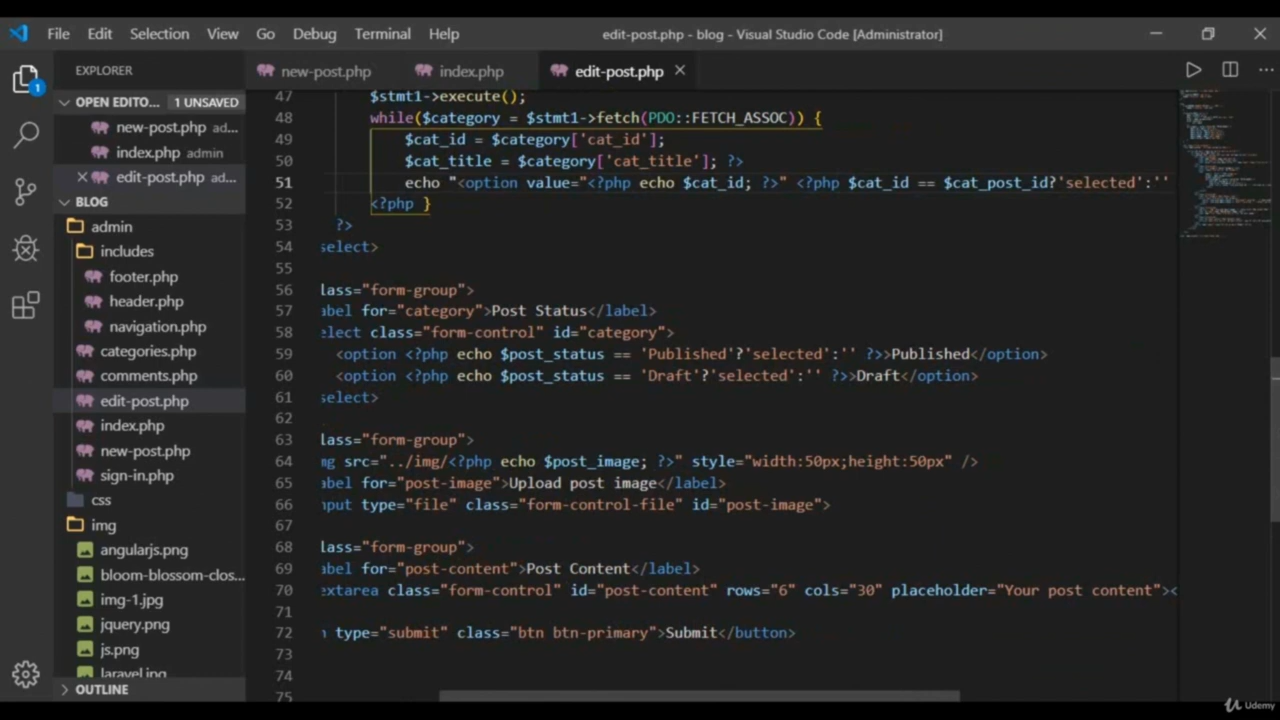 File Edit Selection View Go Debug Terminal Help
edit-post.php - blog - Visual Studio Code [Administrator]
EXPLORER
new-post.php
index.php
edit-post.php
1
OPEN EDITO... 1 UNSAVED
new-post.php ad...
index.php admin
edit-post.php ad...
BLOG
admin
includes
footer.php
header.php
navigation.php
categories.php
comments.php
edit-post.php
index.php
new-post.php
sign-in.php
css
img
angularjs.png
bloom-blossom-clos...
img-1.jpg
jquery.png
js.png
laravel.jpg
OUTLINE
47 $stmt1->execute();
48 while($category = $stmt1->fetch(PDO::FETCH_ASSOC)) {
49 $cat_id = $category['cat_id'];
50 $cat_title = $category['cat_title']; ?>
51 echo "<option value="<?php echo $cat_id; ?>" <?php $cat_id == $cat_post_id?'selected':''
52 <?php }
53 ?>
54 select>
55
56 lass="form-group">
57 abel for="category">Post Status</label>
58 elect class="form-control" id="category">
59 <option <?php echo $post_status == 'Published'?'selected':'' ?>>Published</option>
60 <option <?php echo $post_status == 'Draft'?'selected':'' ?>>Draft</option>
61 select>
62
63 lass="form-group">
64 mg src="../img/<?php echo $post_image; ?>" style="width:50px;height:50px" />
65 abel for="post-image">Upload post image</label>
66 nput type="file" class="form-control-file" id="post-image">
67
68 lass="form-group">
69 abel for="post-content">Post Content</label>
70 extarea class="form-control" id="post-content" rows="6" cols="30" placeholder="Your post content"><
71
72 n type="submit" class="btn btn-primary">Submit</button>
73
74
75
Udemy